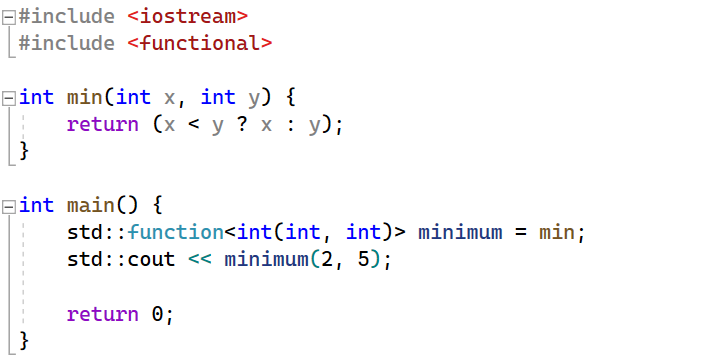 #include <iostream>
#include <functional>

int min(int x, int y) {
    return (x < y ? x : y);
}

int main() {
    std::function<int(int, int)> minimum = min;
    std::cout << minimum(2, 5);

    return 0;
}